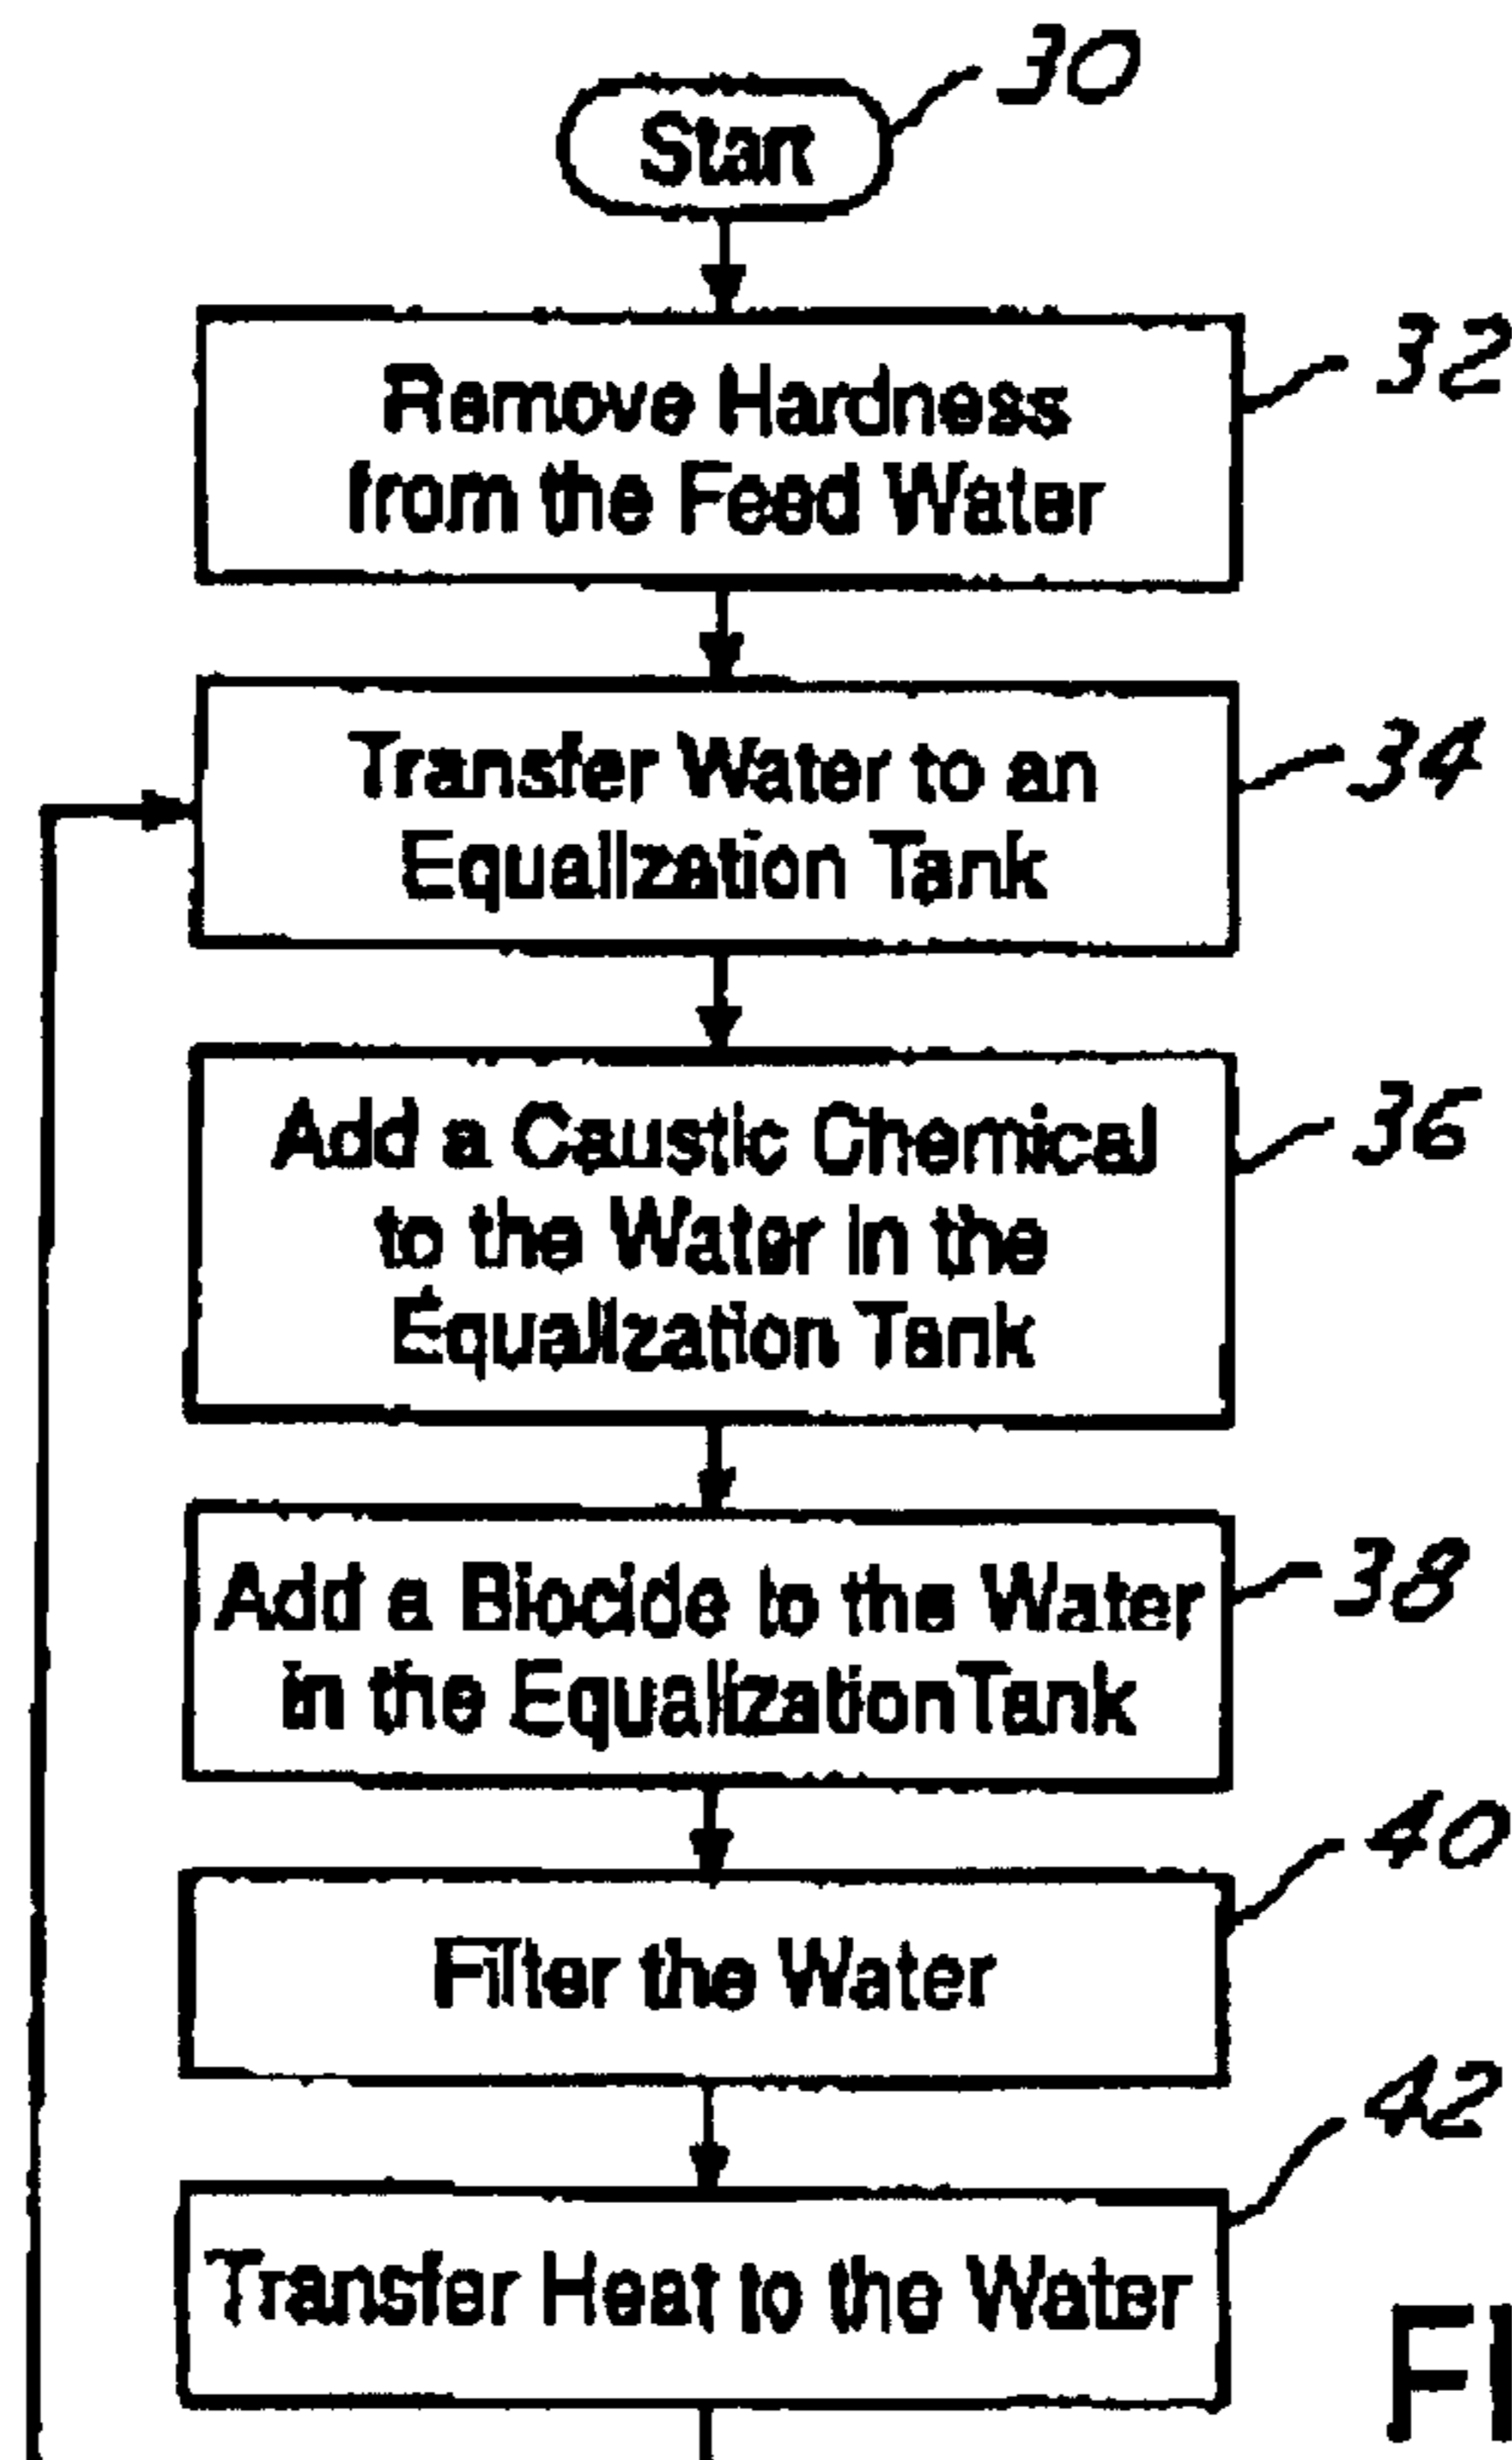 30
Start
32
Remove Hardness
from the Feed Water
34
Transfer Water to an
Equalization Tank
36
Add a Caustic Chemical
to the Water in the
Equalization Tank
38
Add a Biocide to the Water
in the Equalization Tank
40
Filter the Water
42
Transfer Heat to the Water